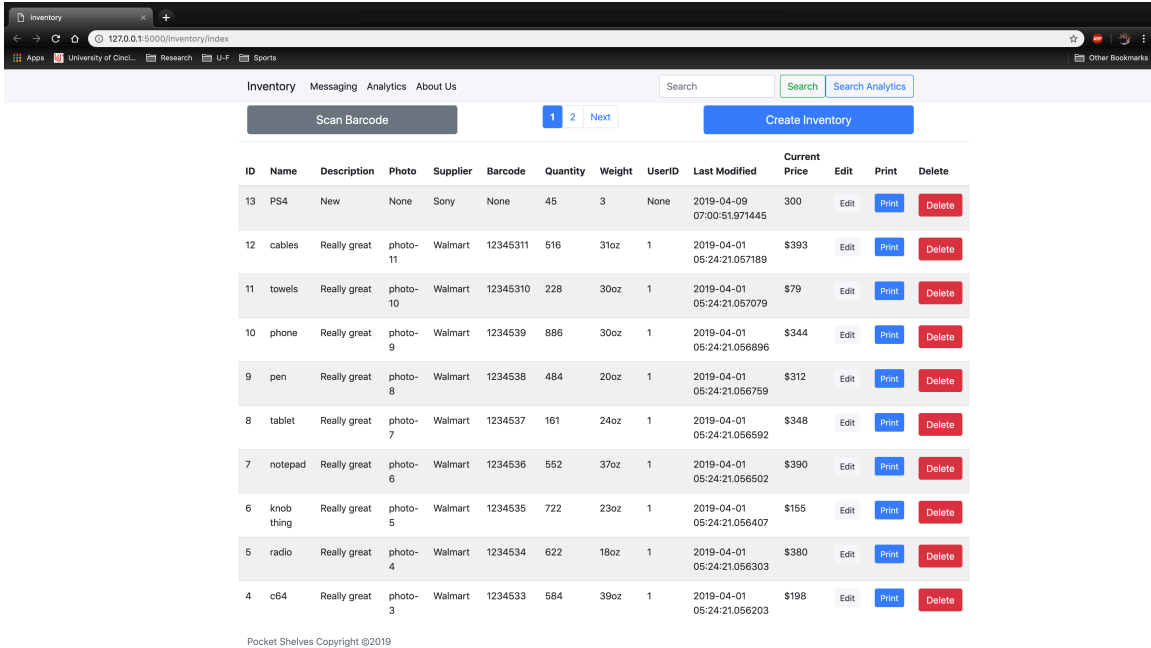 inventory
127.0.0.1:5000/inventory/index
Apps University of Cinci... Research U-F Sports Other Bookmarks
Inventory Messaging Analytics About Us Search Search Search Analytics
Scan Barcode 1 2 Next Create Inventory
Current
ID Name Description Photo Supplier Barcode Quantity Weight UserID Last Modified Price Edit Print Delete
13 PS4 New None Sony None 45 3 None 2019-04-09 300 Edit Print Delete
07:00:51.971445
12 cables Really great photo- Walmart 12345311 516 31oz 1 2019-04-01 $393 Edit Print Delete
11 05:24:21.057189
11 towels Really great photo- Walmart 12345310 228 30oz 1 2019-04-01 $79 Edit Print Delete
10 05:24:21.057079
10 phone Really great photo- Walmart 1234539 886 30oz 1 2019-04-01 $344 Edit Print Delete
9 05:24:21.056896
9 pen Really great photo- Walmart 1234538 484 20oz 1 2019-04-01 $312 Edit Print Delete
8 05:24:21.056759
8 tablet Really great photo- Walmart 1234537 161 24oz 1 2019-04-01 $348 Edit Print Delete
7 05:24:21.056592
7 notepad Really great photo- Walmart 1234536 552 37oz 1 2019-04-01 $390 Edit Print Delete
6 05:24:21.056502
6 knob Really great photo- Walmart 1234535 722 23oz 1 2019-04-01 $155 Edit Print Delete
thing 5 05:24:21.056407
5 radio Really great photo- Walmart 1234534 622 18oz 1 2019-04-01 $380 Edit Print Delete
4 05:24:21.056303
4 c64 Really great photo- Walmart 1234533 584 39oz 1 2019-04-01 $198 Edit Print Delete
3 05:24:21.056203
Pocket Shelves Copyright ©2019